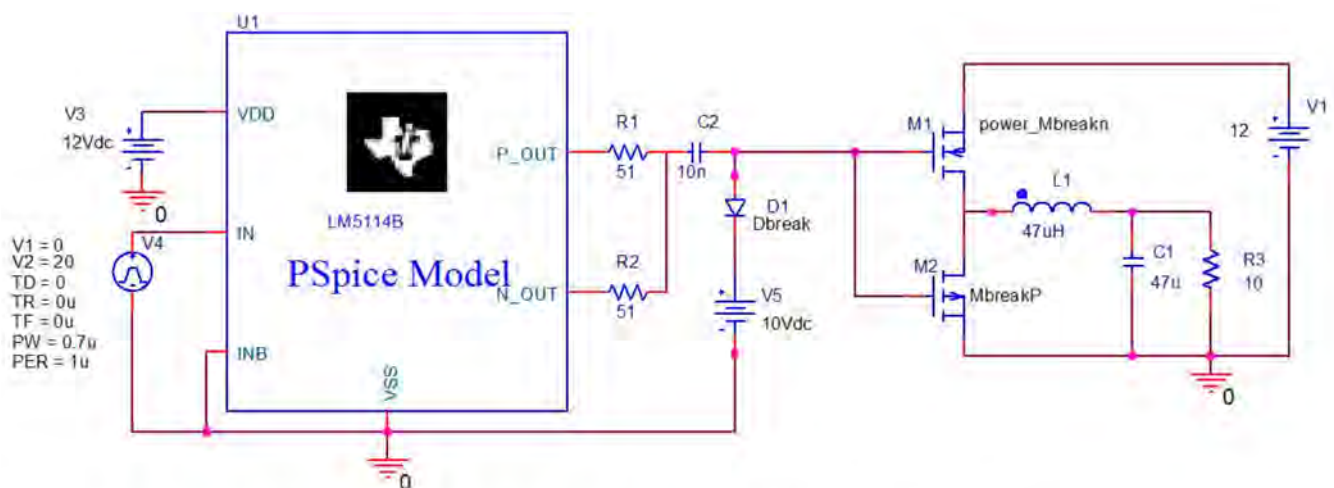 U1
V3
12Vdc
0
VDD
IN
INB
VSS
P_OUT
N_OUT
LM5114B
PSpice Model
V4
V1 = 0
V2 = 20
TD = 0
TR = 0u
TF = 0u
PW = 0.7u
PER = 1u
0
R1
51
R2
51
C2
10n
D1
Dbreak
V5
10Vdc
M1
power_Mbreakn
M2
MbreakP
L1
47uH
C1
47u
R3
10
V1
12
0